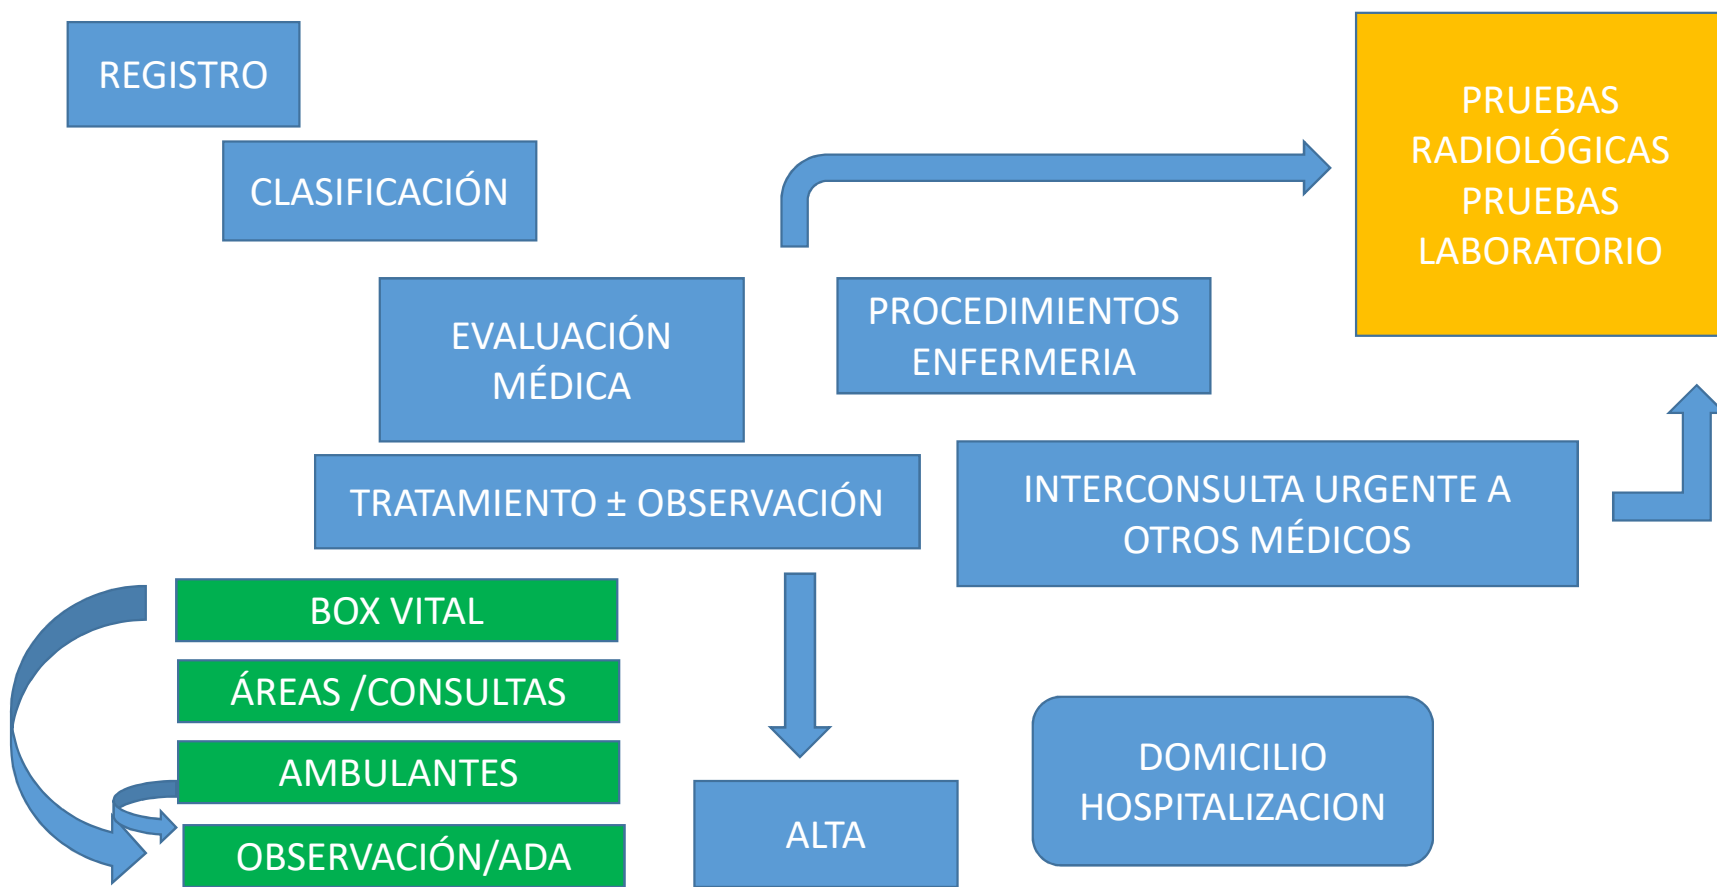 REGISTRO
CLASIFICACIÓN
EVALUACIÓN
MÉDICA
PROCEDIMIENTOS
ENFERMERIA
PRUEBAS
RADIOLÓGICAS
PRUEBAS
LABORATORIO
TRATAMIENTO ± OBSERVACIÓN
INTERCONSULTA URGENTE A
OTROS MÉDICOS
BOX VITAL
ÁREAS /CONSULTAS
AMBULANTES
OBSERVACIÓN/ADA
ALTA
DOMICILIO
HOSPITALIZACION